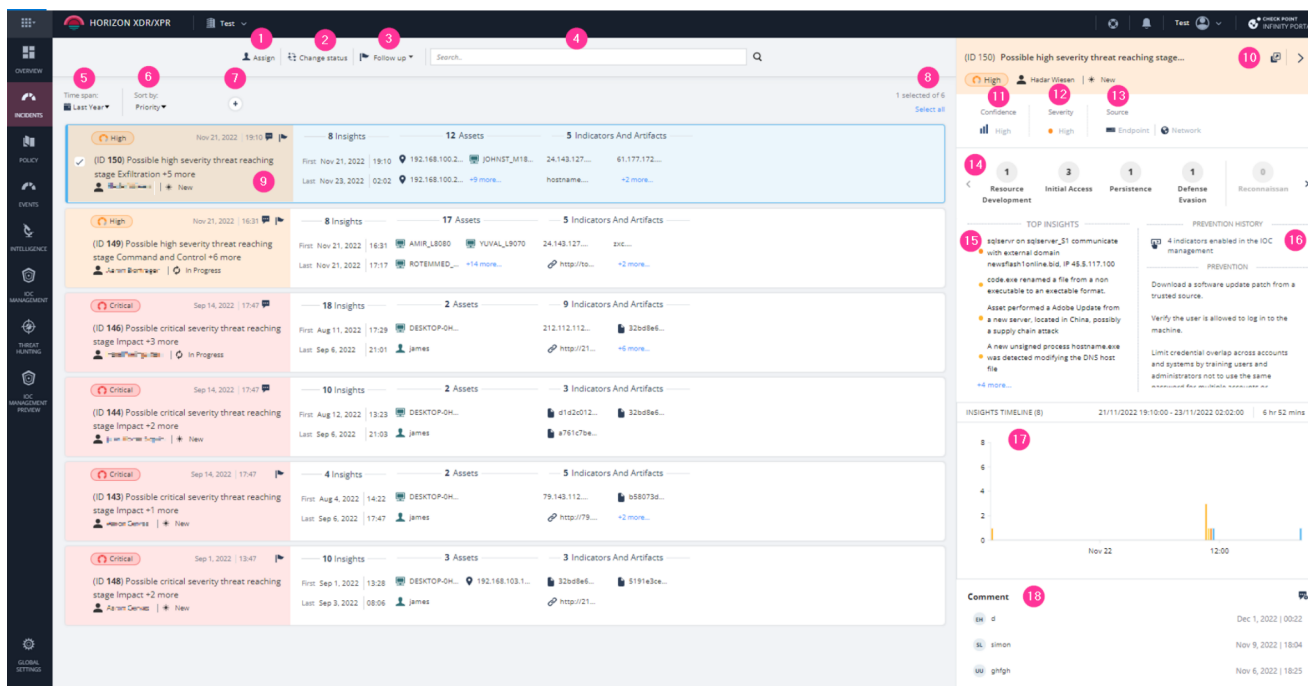 HORIZON XDR/XPR
Test
Test
CHECK POINT
INFINITY PORTAL
OVERVIEW
INCIDENTS
POLICY
EVENTS
INTELLIGENCE
IOC
MANAGEMENT
THREAT
HUNTING
IOC
MANAGEMENT
PREVIEW
GLOBAL
SETTINGS
1 2 3 4
Assign Change status Follow up Search..
5 6 7 8
Time span: Sort by: 1 selected of 6
Last Year Priority + Select all
High Nov 21, 2022 19:10 8 Insights 12 Assets 5 Indicators And Artifacts
(ID 150) Possible high severity threat reaching First Nov 21, 2022 19:10 192.168.100.2... JOHNST_M18... 24.143.127.... 61.177.172....
stage Exfiltration +5 more Last Nov 23, 2022 02:02 192.168.100.2... +9 more... hostname.... +2 more...
New 9
High Nov 21, 2022 16:31 8 Insights 17 Assets 5 Indicators And Artifacts
(ID 149) Possible high severity threat reaching First Nov 21, 2022 16:31 AMIR_L8080 YUVAL_L9070 24.143.127.... zxc....
stage Command and Control +6 more Last Nov 21, 2022 17:17 ROTEMMED_... +14 more... http://to... +2 more...
In Progress
Critical Sep 14, 2022 17:47 18 Insights 2 Assets 9 Indicators And Artifacts
(ID 146) Possible critical severity threat reaching First Aug 11, 2022 17:29 DESKTOP-0H... 212.112.112... 32bd8e6...
stage Impact +3 more Last Sep 6, 2022 21:01 james http://21... +6 more...
In Progress
Critical Sep 14, 2022 17:47 10 Insights 2 Assets 3 Indicators And Artifacts
(ID 144) Possible critical severity threat reaching First Aug 12, 2022 13:23 DESKTOP-0H... d1d2c012... 32bd8e6...
stage Impact +2 more Last Sep 6, 2022 21:03 james a761c7be...
New
Critical Sep 14, 2022 17:47 4 Insights 2 Assets 5 Indicators And Artifacts
(ID 143) Possible critical severity threat reaching First Aug 4, 2022 14:22 DESKTOP-0H... 79.143.112.... b58073d...
stage Impact +1 more Last Sep 6, 2022 17:47 james http://79.... +2 more...
New
Critical Sep 1, 2022 13:47 10 Insights 3 Assets 3 Indicators And Artifacts
(ID 148) Possible critical severity threat reaching First Sep 1, 2022 13:28 DESKTOP-0H... 192.168.103.1... 32bd8e6... 5191e3ce...
stage Impact +2 more Last Sep 3, 2022 08:06 james http://21...
New
(ID 150) Possible high severity threat reaching stage... 10
High Hadar Wiesen New
11 12 13
Confidence Severity Source
High High Endpoint Network
14
1 3 1 1 0
Resource Development Initial Access Persistence Defense Evasion Reconnaissan
TOP INSIGHTS
15
sqlservr on sqlserver_S1 communicate
with external domain
newsflash1online.bid, IP 45.5.117.100
code.exe renamed a file from a non
executable to an exectable format.
Asset performed a Adobe Update from
a new server, located in China, possibly
a supply chain attack
A new unsigned process hostname.exe
was detected modifying the DNS host
file
+4 more...
PREVENTION HISTORY
4 indicators enabled in the IOC
management
16
PREVENTION
Download a software update patch from a
trusted source.
Verify the user is allowed to log in to the
machine.
Limit credential overlap across accounts
and systems by training users and
administrators not to use the same
password for multiple accounts or
INSIGHTS TIMELINE (8) 21/11/2022 19:10:00 - 23/11/2022 02:02:00 6 hr 52 mins
17
8
6
4
2
0
Nov 22 12:00
Comment 18
EH d Dec 1, 2022 | 00:22
SL simon Nov 9, 2022 | 18:04
UU ghfgh Nov 6, 2022 | 18:25